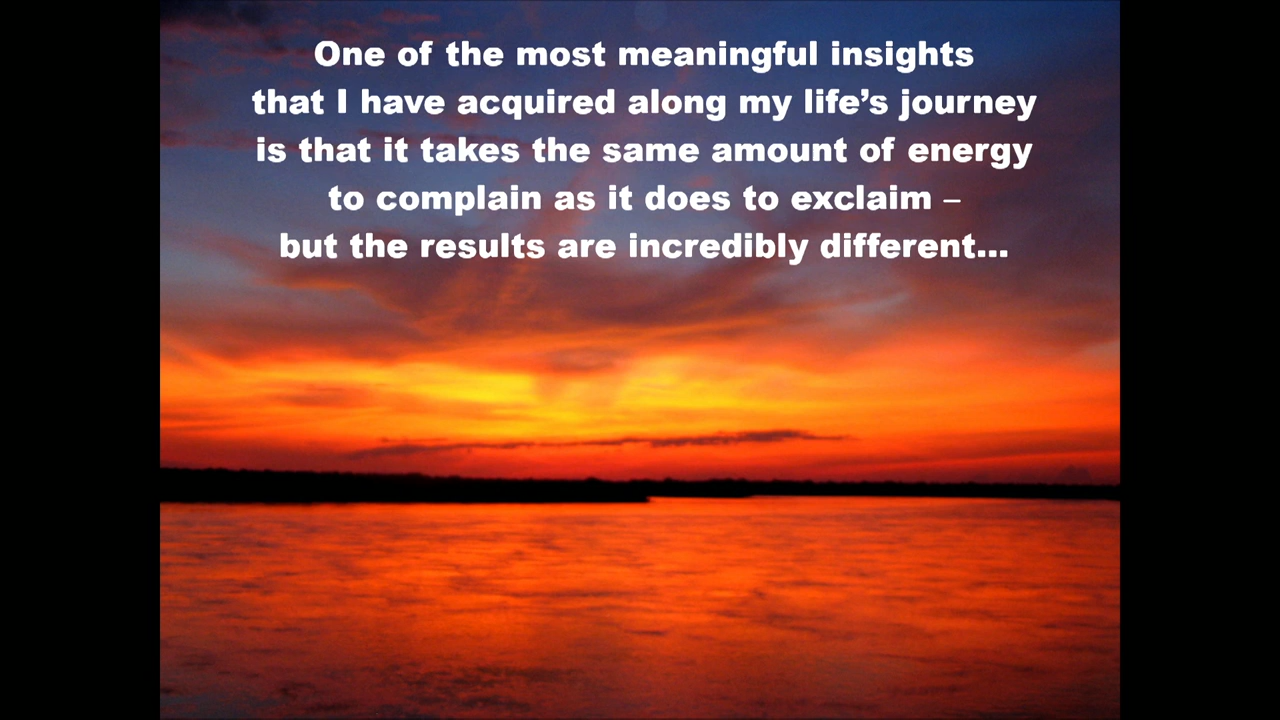 One of the most meaningful insights
that I have acquired along my life’s journey
is that it takes the same amount of energy
to complain as it does to exclaim –
but the results are incredibly different...